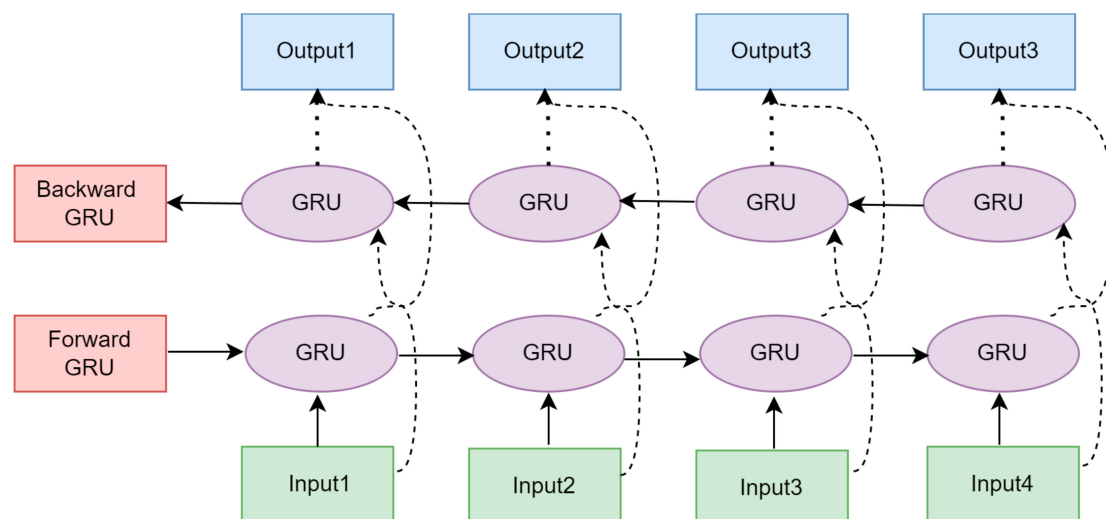 Output1
Output2
Output3
Output3
Backward
GRU
GRU
GRU
GRU
GRU
Forward
GRU
GRU
GRU
GRU
GRU
Input1
Input2
Input3
Input4